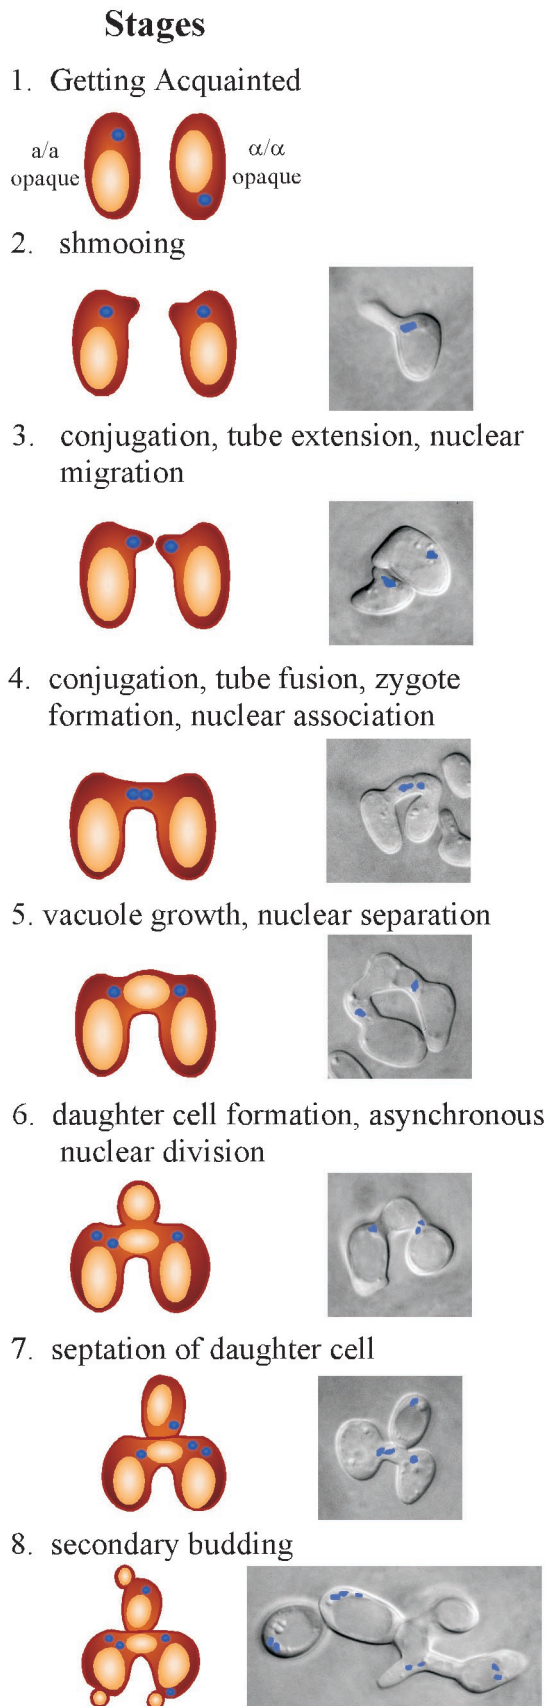 Stages
1. Getting Acquainted
a/a
opaque
α/α
opaque
2. shmooing
3. conjugation, tube extension, nuclear
migration
4. conjugation, tube fusion, zygote
formation, nuclear association
5. vacuole growth, nuclear separation
6. daughter cell formation, asynchronous
nuclear division
7. septation of daughter cell
8. secondary budding